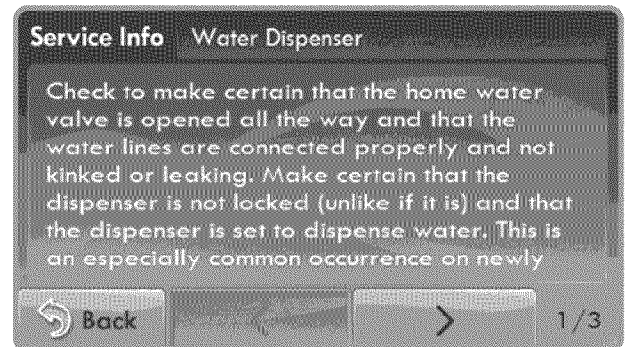 Service Info Water Dispenser
Check to make certain that the home water
valve is opened all the way and that the
water lines are connected properly and not
kinked or leaking. Make certain that the
dispenser is not locked (unlike if it is) and that
the dispenser is set to dispense water. This is
an especially common occurrence on newly
Back > 1/3